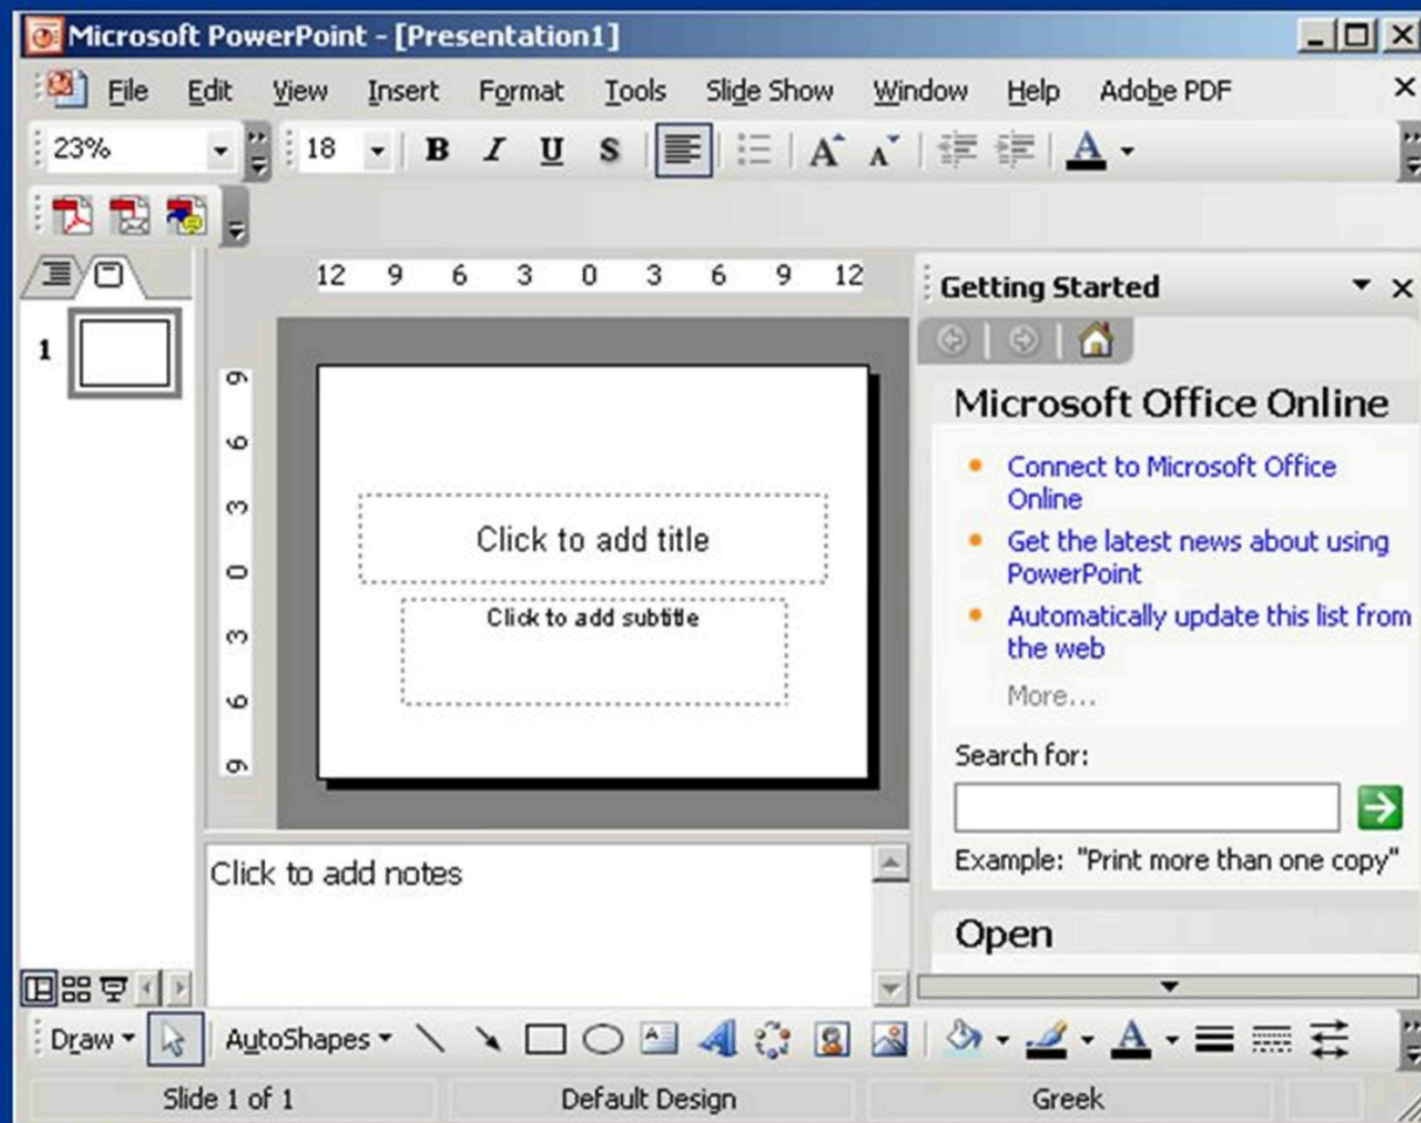 Microsoft PowerPoint - [Presentation1]
File Edit View Insert Format Tools Slide Show Window Help Adobe PDF
23% 18 B I U S A A A
12 9 6 3 0 3 6 9 12
1
9
6
3
0
3
6
9
Click to add title
Click to add subtitle
Click to add notes
Getting Started
Microsoft Office Online
Connect to Microsoft Office
Online
Get the latest news about using
PowerPoint
Automatically update this list from
the web
More...
Search for:
Example: "Print more than one copy"
Open
Draw AutoShapes A A
Slide 1 of 1 Default Design Greek